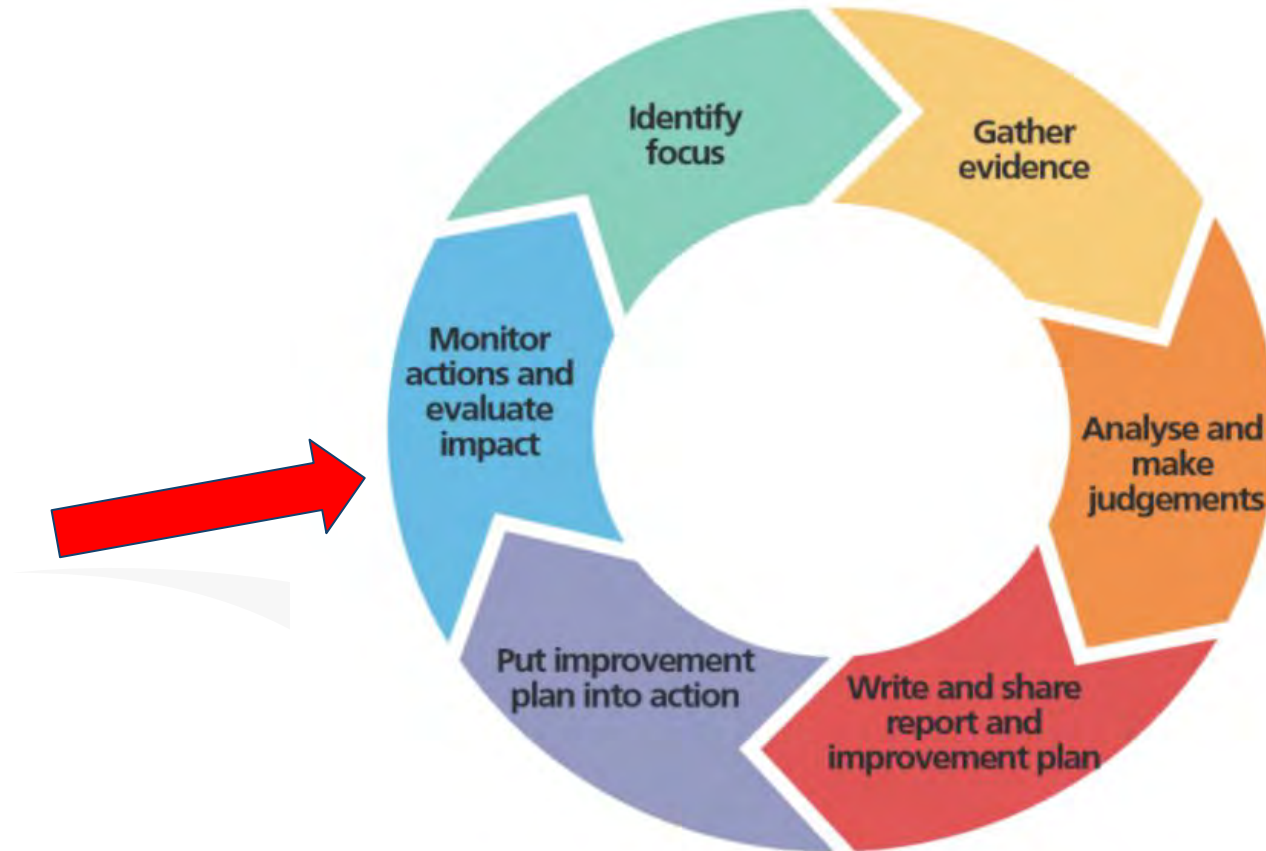 Identify
focus
Gather
evidence
Analyse and
make
judgements
Write and share
report and
improvement plan
Put improvement
plan into action
Monitor
actions and
evaluate
impact